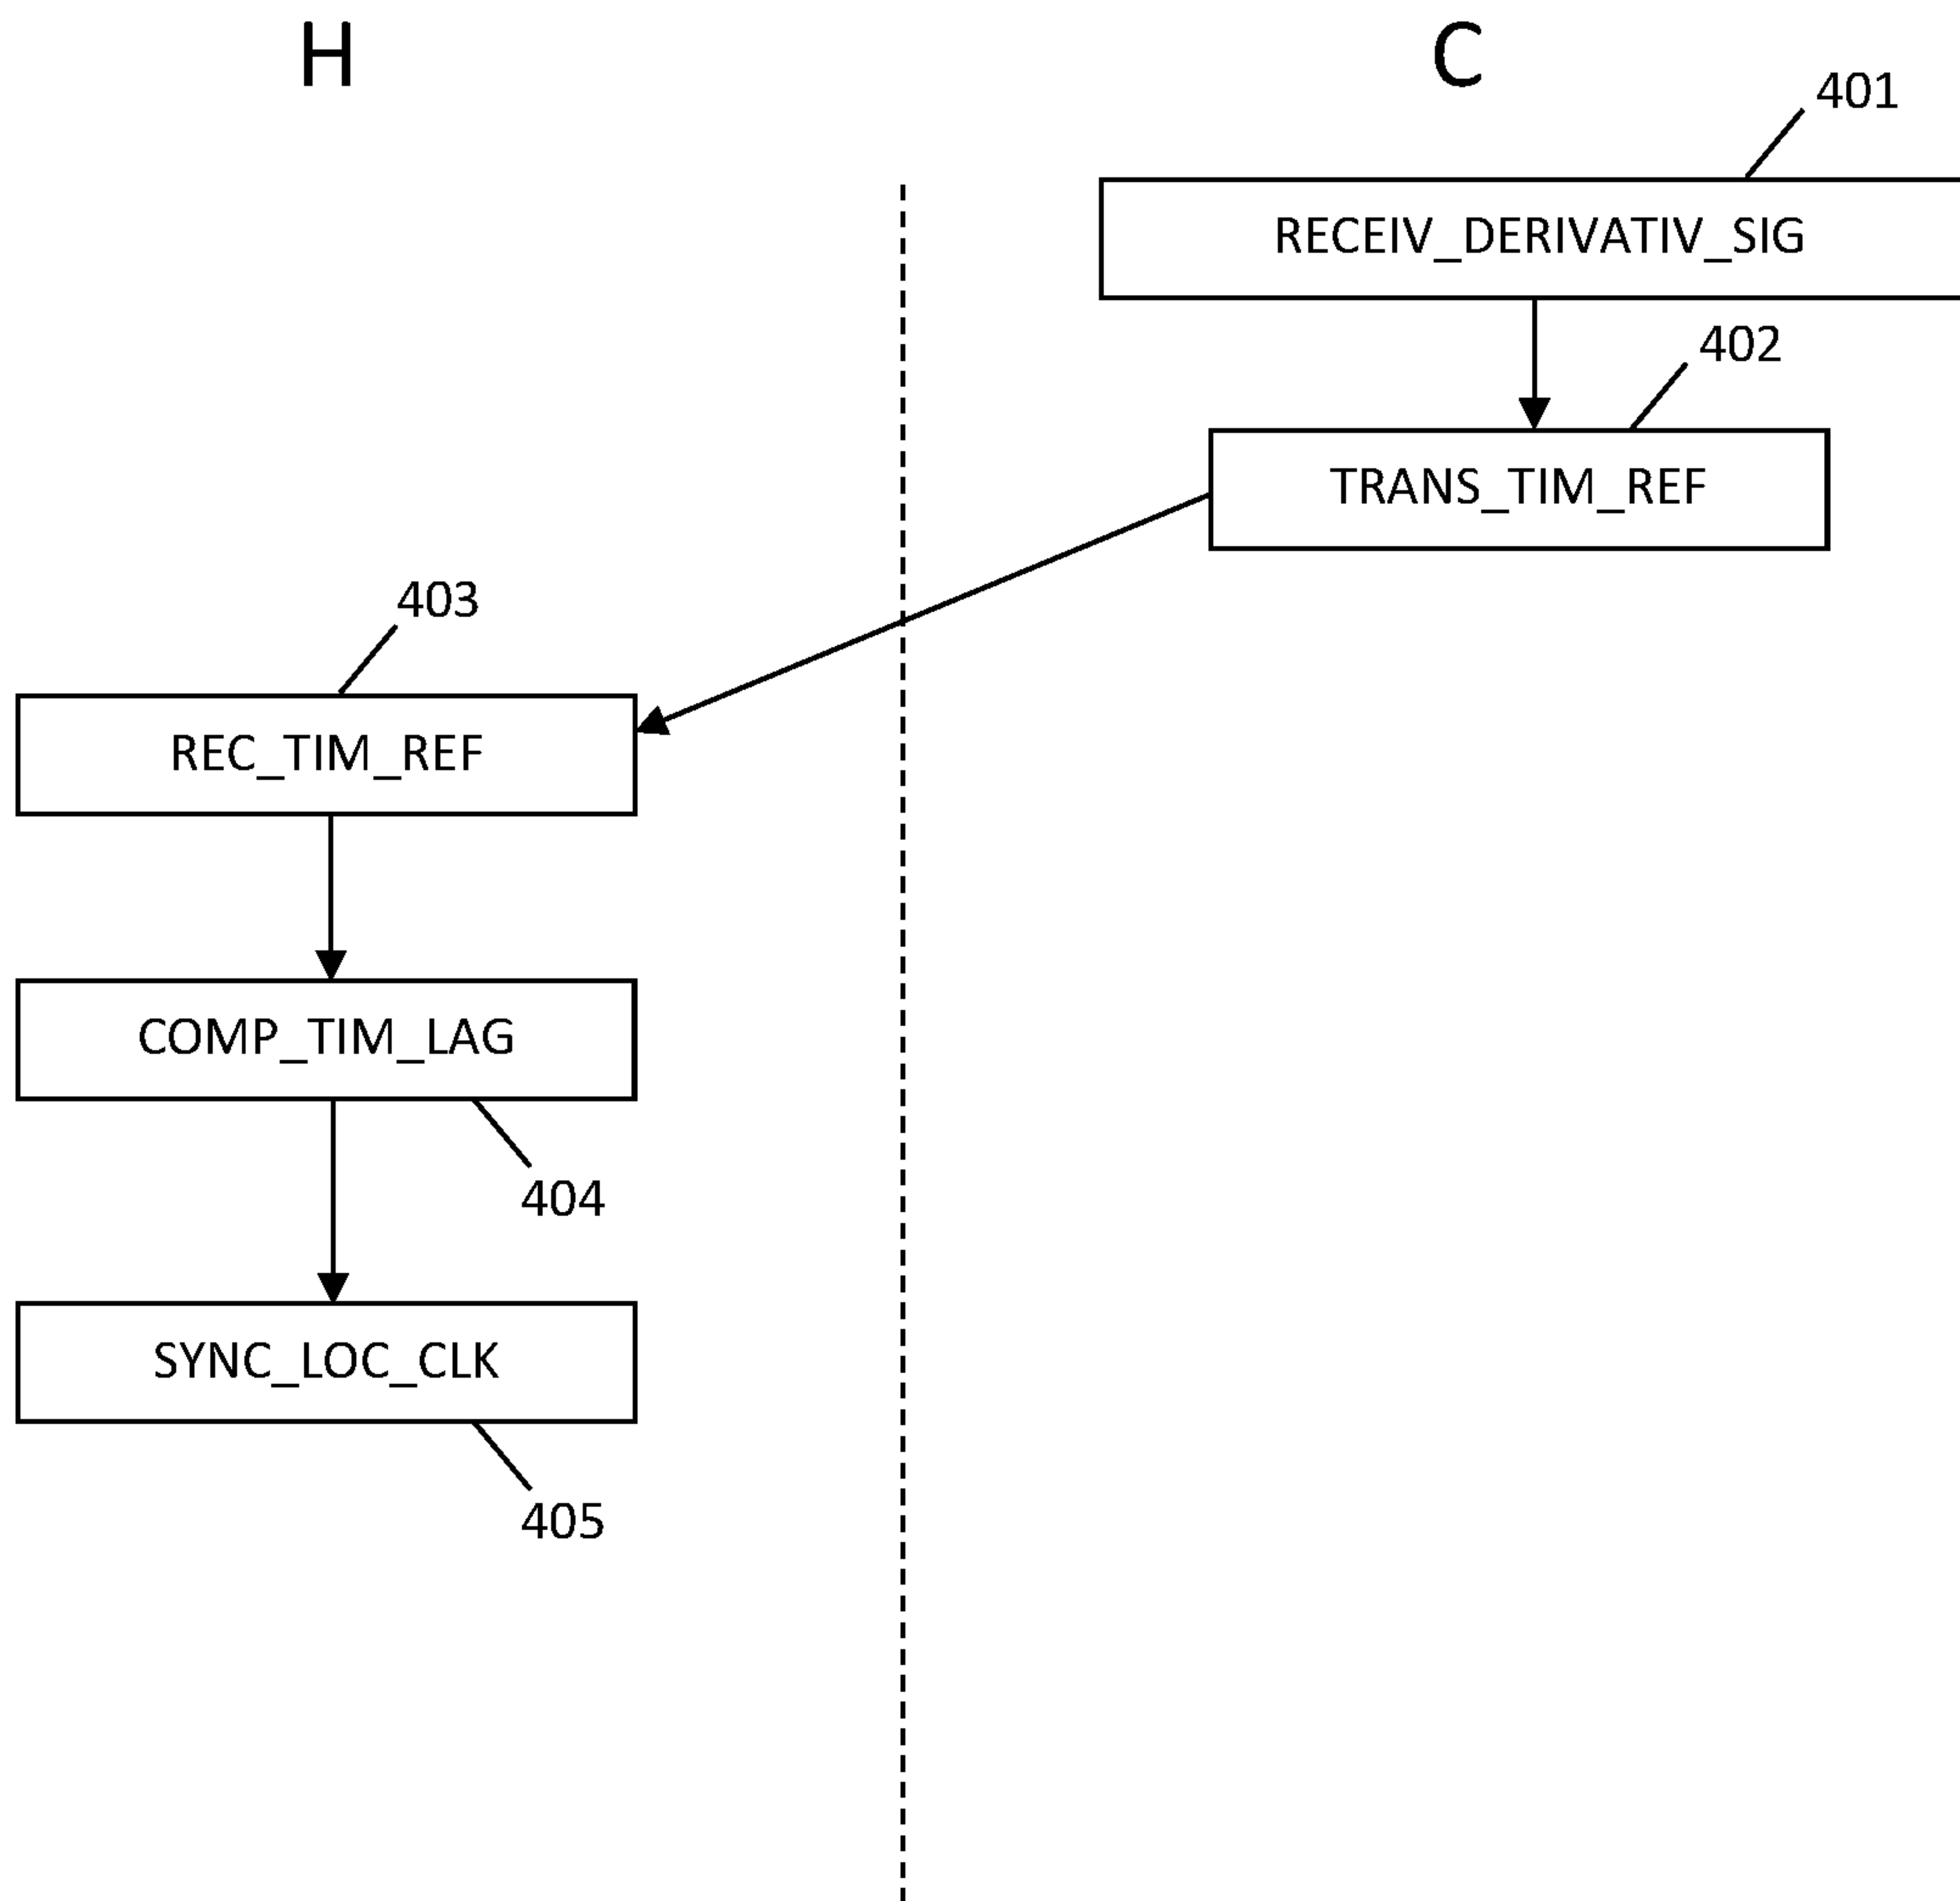 H
C
401
RECEIV_DERIVATIV_SIG
402
TRANS_TIM_REF
403
REC_TIM_REF
COMP_TIM_LAG
404
SYNC_LOC_CLK
405